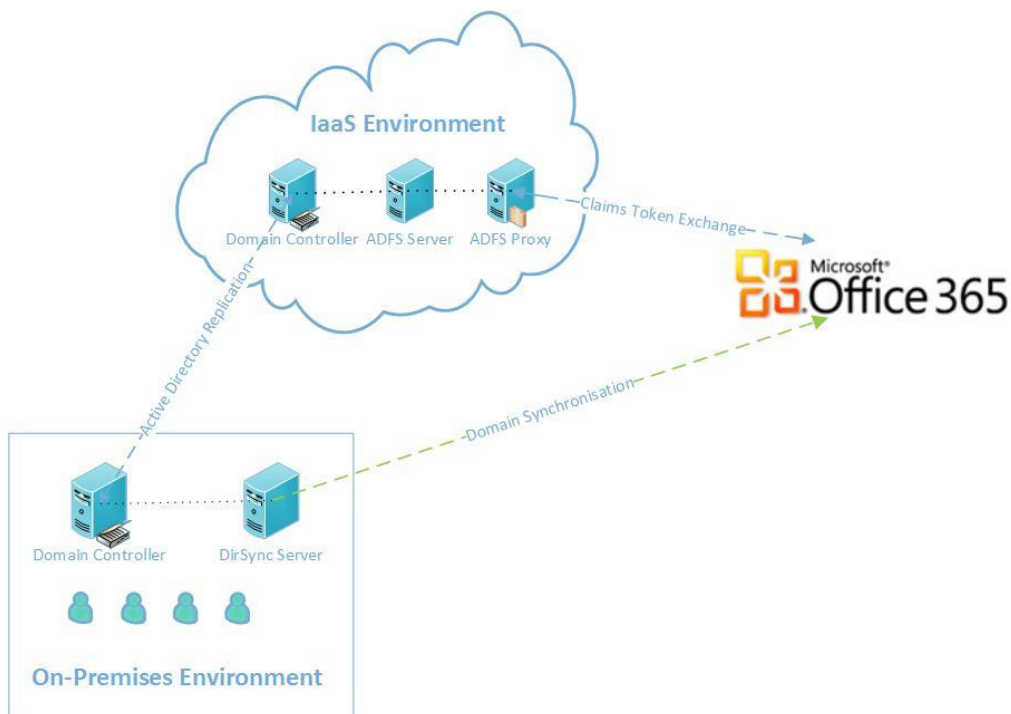 IaaS Environment
Domain Controller
ADFS Server
ADFS Proxy
Claims Token Exchange
Microsoft®
Office 365
Active Directory Replication
Domain Synchronisation
Domain Controller
DirSync Server
On-Premises Environment